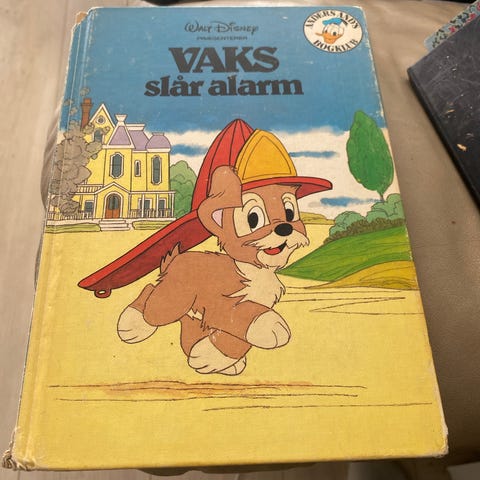 WALT DISNEY
PRÆSENTERER
VAKS
slår alarm
ANDERS AND'S
BOGKLUB